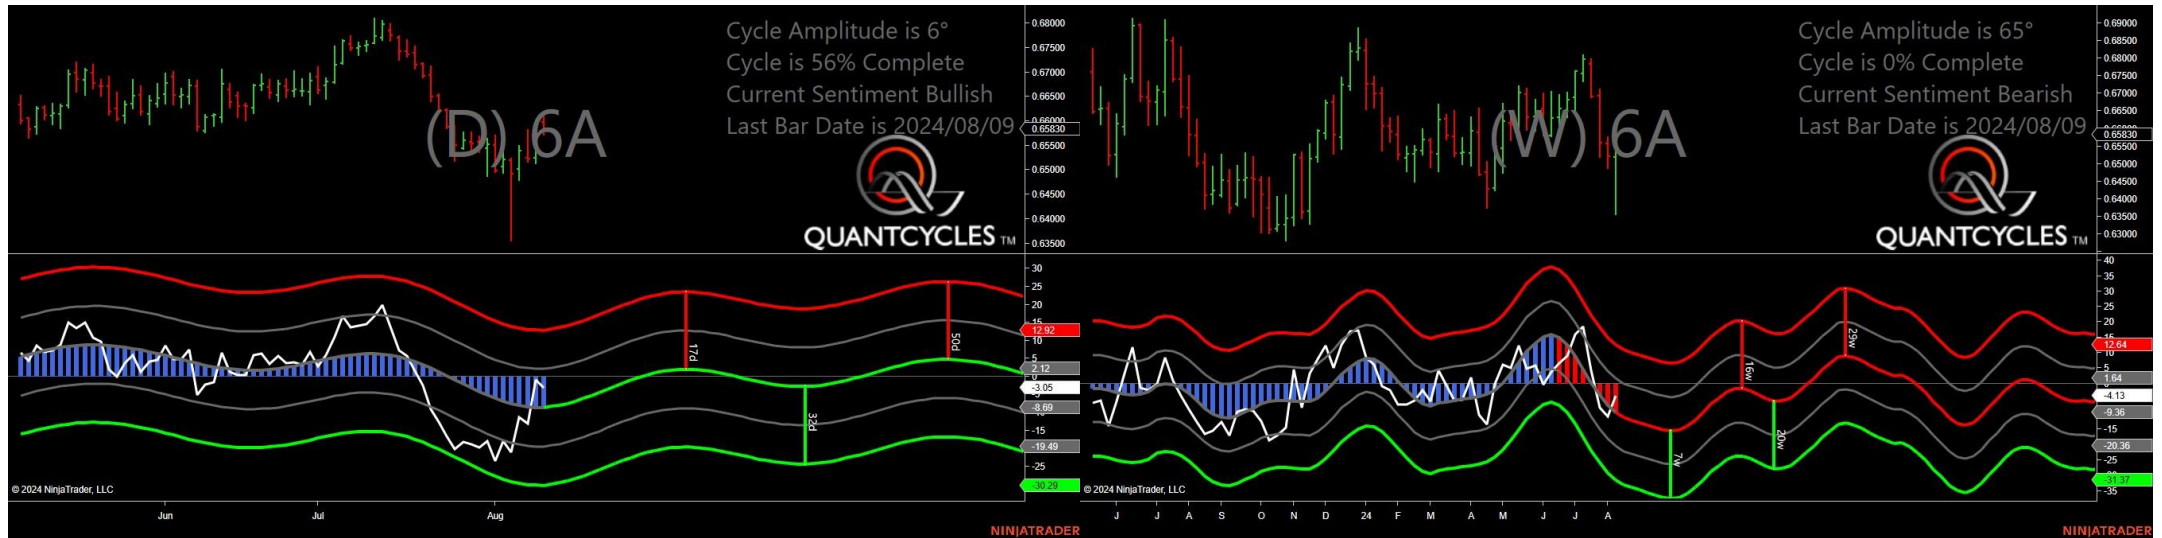 Cycle Amplitude is 6°
Cycle is 56% Complete
Current Sentiment Bullish
Last Bar Date is 2024/08/09
(D) 6A
QUANTCYCLES TM
0.68000
0.67500
0.67000
0.66500
0.66000
0.65830
0.65500
0.65000
0.64500
0.64000
0.63500
30
25
20
15
12.92
10
5
2.12
0
-3.05
-8.69
-15
-19.49
-25
-30.29
17d
32d
50d
© 2024 NinjaTrader, LLC
Jun
Jul
Aug
NINJATRADER
Cycle Amplitude is 65°
Cycle is 0% Complete
Current Sentiment Bearish
Last Bar Date is 2024/08/09
(W) 6A
QUANTCYCLES TM
0.69000
0.68500
0.68000
0.67500
0.67000
0.66500
0.65830
0.65500
0.65000
0.64500
0.64000
0.63500
0.63000
40
35
30
25
20
15
12.64
10
5
1.64
-4.13
-9.36
-15
-20.36
-25
-31.37
-35
7w
16w
20w
29w
© 2024 NinjaTrader, LLC
J
J
A
S
O
N
D
24
F
M
A
M
J
J
A
NINJATRADER